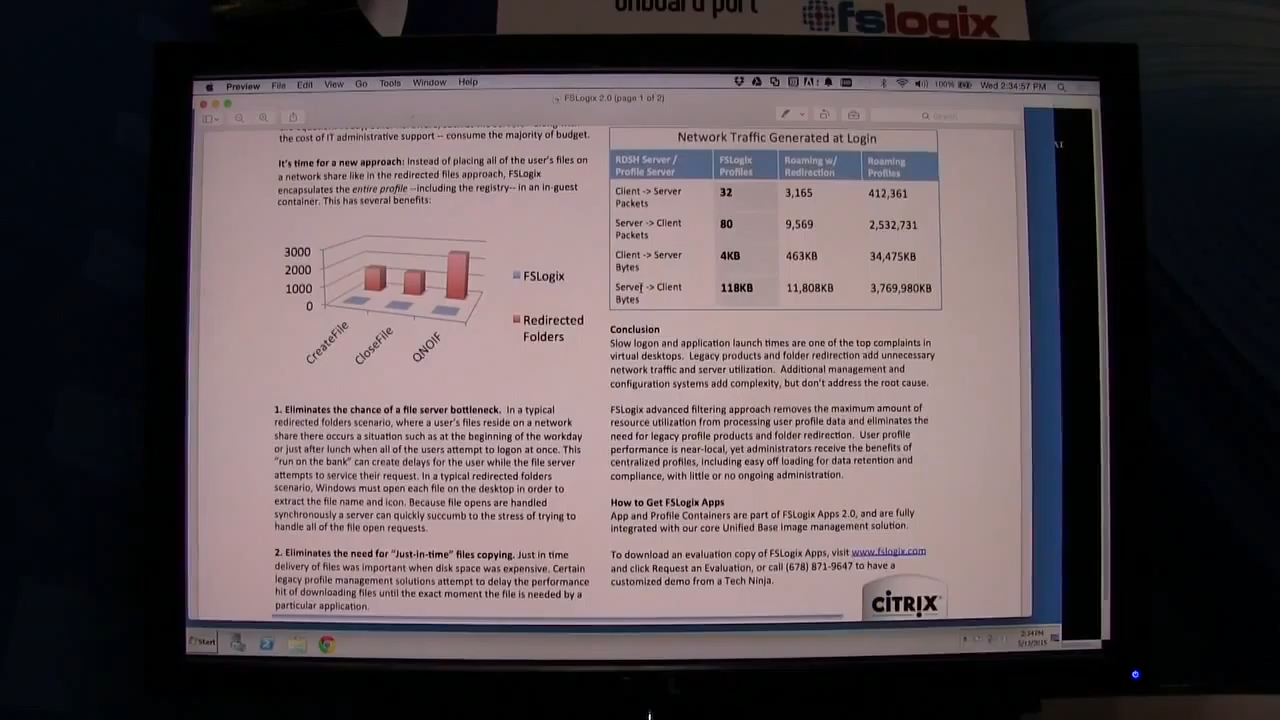 onboard port
fslogix
Preview File Edit View Go Tools Window Help
100% Wed 2:34:57 PM
FSLogix 2.0 (page 1 of 2)
the cost of IT administrative support -- consume the majority of budget.
It's time for a new approach: Instead of placing all of the user's files on
a network share like in the redirected files approach, FSLogix
encapsulates the entire profile --including the registry-- in an in-guest
container. This has several benefits:
3000
2000
1000
0
CreateFile
CloseFile
QNOIF
FSLogix
Redirected
Folders
1. Eliminates the chance of a file server bottleneck. In a typical
redirected folders scenario, where a user's files reside on a network
share there occurs a situation such as at the beginning of the workday
or just after lunch when all of the users attempt to logon at once. This
"run on the bank" can create delays for the user while the file server
attempts to service their request. In a typical redirected folders
scenario, Windows must open each file on the desktop in order to
extract the file name and icon. Because file opens are handled
synchronously a server can quickly succumb to the stress of trying to
handle all of the file open requests.
2. Eliminates the need for "Just-in-time" files copying. Just in time
delivery of files was important when disk space was expensive. Certain
legacy profile management solutions attempt to delay the performance
hit of downloading files until the exact moment the file is needed by a
particular application.
Network Traffic Generated at Login
RDSH Server / FSLogix Roaming w/ Roaming
Profile Server Profiles Redirection Profiles
Client -> Server 32 3,165 412,361
Packets
Server -> Client 80 9,569 2,532,731
Packets
Client -> Server 4KB 463KB 34,475KB
Bytes
Server -> Client 118KB 11,808KB 3,769,980KB
Bytes
Conclusion
Slow logon and application launch times are one of the top complaints in
virtual desktops. Legacy products and folder redirection add unnecessary
network traffic and server utilization. Additional management and
configuration systems add complexity, but don't address the root cause.
FSLogix advanced filtering approach removes the maximum amount of
resource utilization from processing user profile data and eliminates the
need for legacy profile products and folder redirection. User profile
performance is near-local, yet administrators receive the benefits of
centralized profiles, including easy off loading for data retention and
compliance, with little or no ongoing administration.
How to Get FSLogix Apps
App and Profile Containers are part of FSLogix Apps 2.0, and are fully
integrated with our core Unified Base Image management solution.
To download an evaluation copy of FSLogix Apps, visit www.fslogix.com
and click Request an Evaluation, or call (678) 871-9647 to have a
customized demo from a Tech Ninja.
CITRIX
Start
2:34 PM
5/13/2015